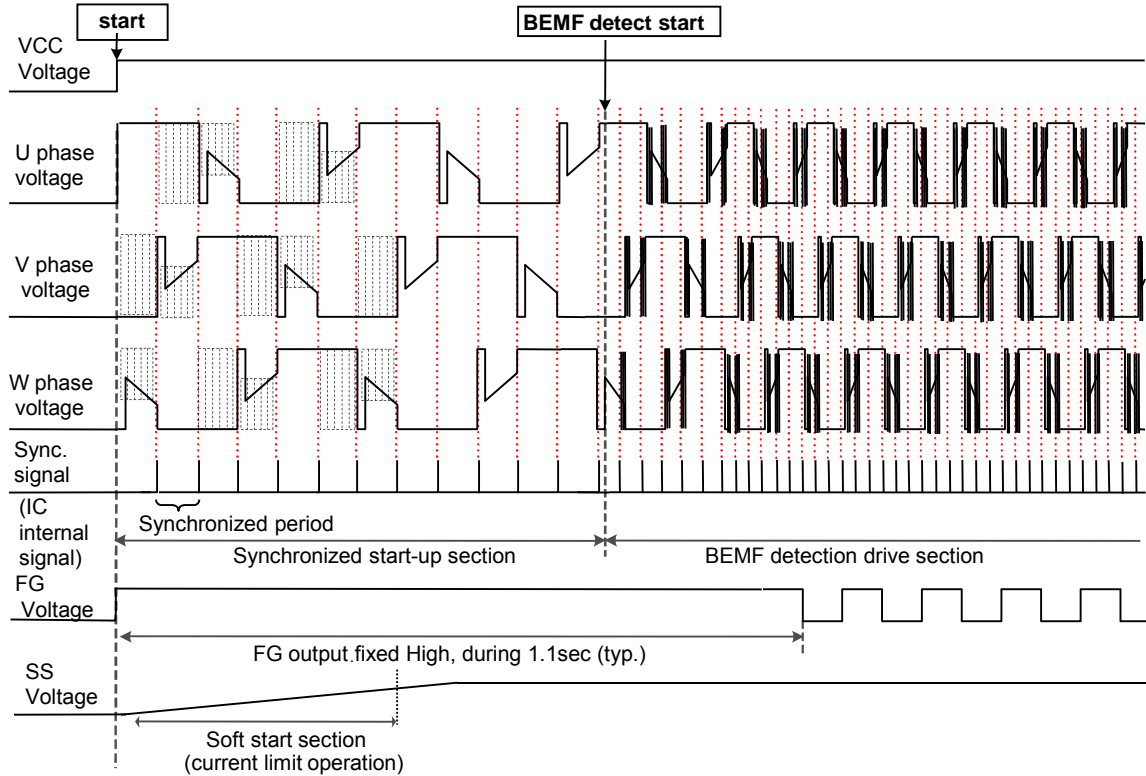 start
BEMF detect start
VCC
Voltage
U phase
voltage
V phase
voltage
W phase
voltage
Sync.
signal
(IC
internal
signal)
Synchronized period
Synchronized start-up section
BEMF detection drive section
FG
Voltage
FG output fixed High, during 1.1sec (typ.)
SS
Voltage
Soft start section
(current limit operation)